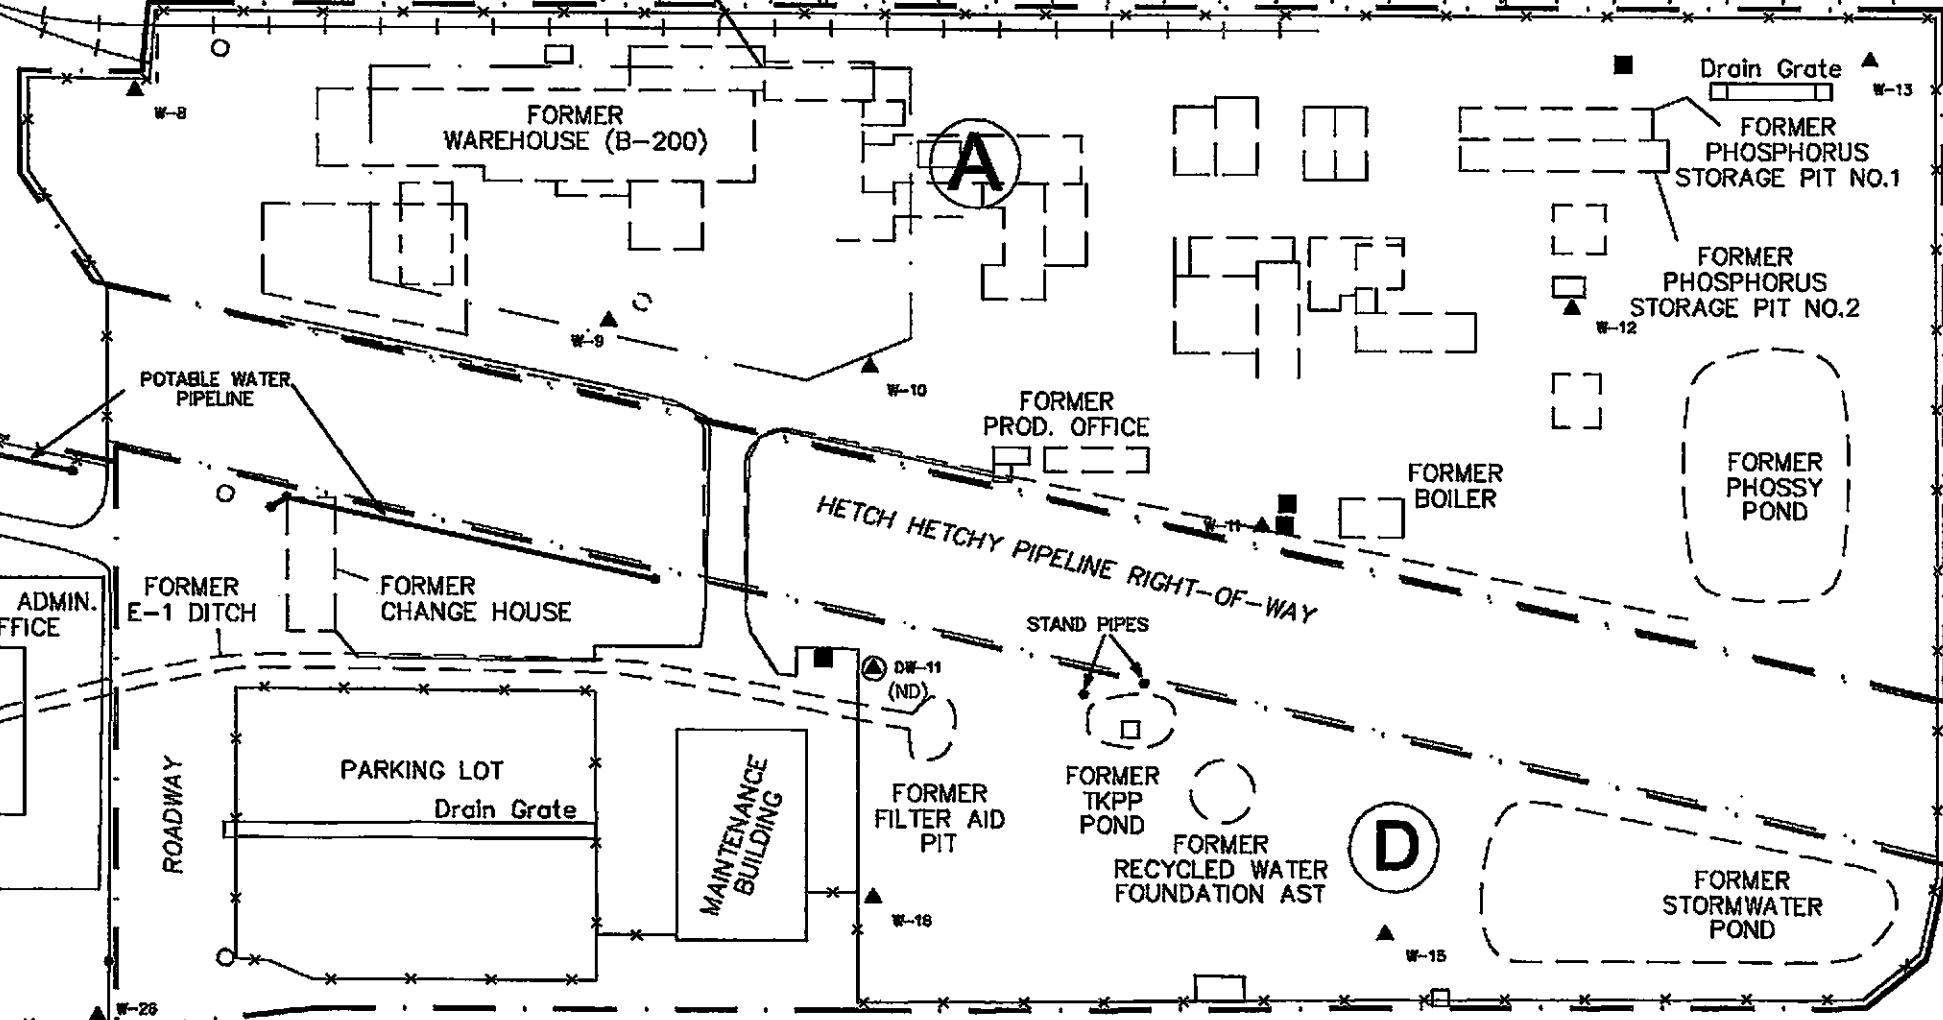 Drain Grate
W-8
W-13
FORMER
WAREHOUSE (B-200)
A
FORMER
PHOSPHORUS
STORAGE PIT NO.1
FORMER
PHOSPHORUS
STORAGE PIT NO.2
W-12
W-9
POTABLE WATER
PIPELINE
W-10
FORMER
PROD. OFFICE
FORMER
BOILER
FORMER
PHOSSY
POND
HETCH HETCHY PIPELINE RIGHT-OF-WAY
W-11
ADMIN.
FFICE
FORMER
E-1 DITCH
FORMER
CHANGE HOUSE
STAND PIPES
DW-11
(ND)
ROADWAY
PARKING LOT
Drain Grate
MAINTENANCE
BUILDING
FORMER
FILTER AID
PIT
FORMER
TKPP
POND
FORMER
RECYCLED WATER
FOUNDATION AST
D
FORMER
STORMWATER
POND
W-15
W-26